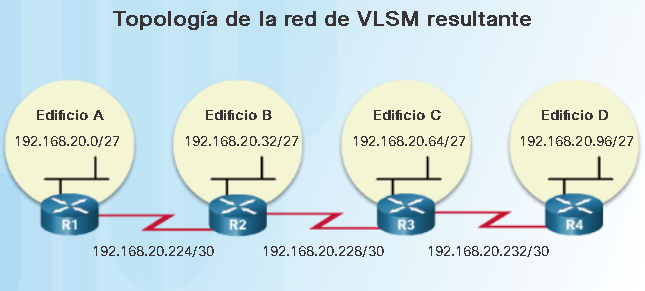 Topología de la red de VLSM resultante
Edificio A
192.168.20.0/27
Edificio B
192.168.20.32/27
Edificio C
192.168.20.64/27
Edificio D
192.168.20.96/27
R1
R2
R3
R4
192.168.20.224/30
192.168.20.228/30
192.168.20.232/30